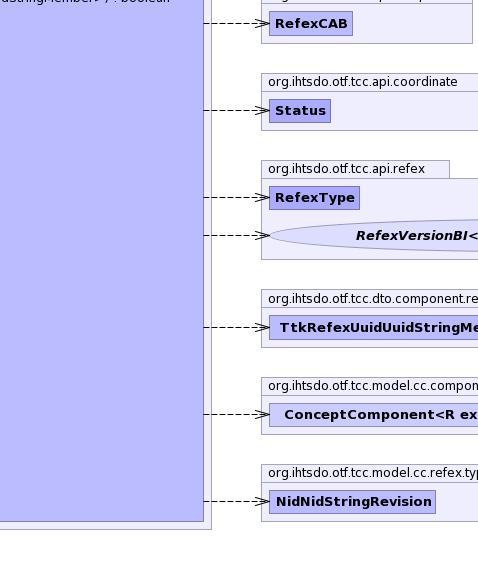 RefexCAB
org.ihtsdo.otf.tcc.api.coordinate
Status
org.ihtsdo.otf.tcc.api.refex
RefexType
RefexVersionBI<
org.ihtsdo.otf.tcc.dto.component.re
TtkRefexUuidUuidStringMe
org.ihtsdo.otf.tcc.model.cc.compon
ConceptComponent<R ex
org.ihtsdo.otf.tcc.model.cc.refex.typ
NidNidStringRevision